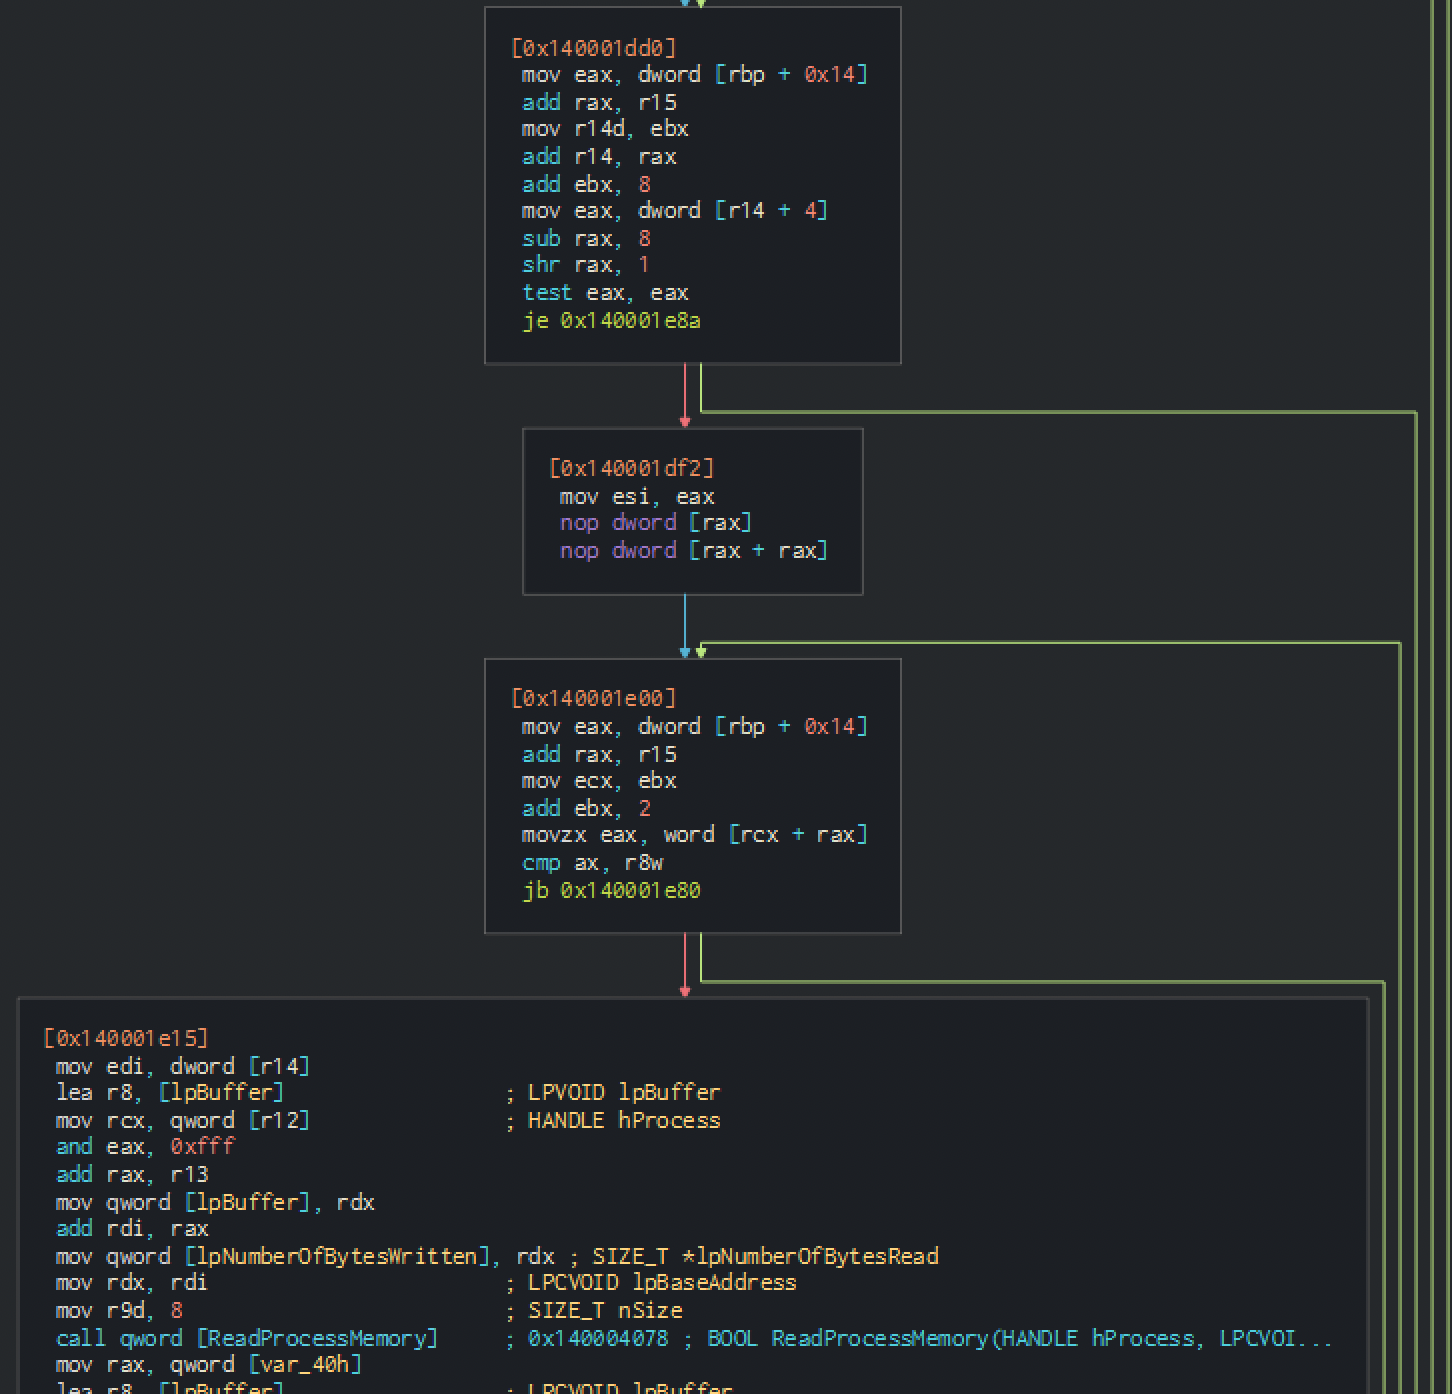 [0x140001dd0]
mov eax, dword [rbp + 0x14]
add rax, r15
mov r14d, ebx
add r14, rax
add ebx, 8
mov eax, dword [r14 + 4]
sub rax, 8
shr rax, 1
test eax, eax
je 0x140001e8a
[0x140001df2]
mov esi, eax
nop dword [rax]
nop dword [rax + rax]
[0x140001e00]
mov eax, dword [rbp + 0x14]
add rax, r15
mov ecx, ebx
add ebx, 2
movzx eax, word [rcx + rax]
cmp ax, r8w
jb 0x140001e80
[0x140001e15]
mov edi, dword [r14]
lea r8, [lpBuffer] ; LPVOID lpBuffer
mov rcx, qword [r12] ; HANDLE hProcess
and eax, 0xfff
add rax, r13
mov qword [lpBuffer], rdx
add rdi, rax
mov qword [lpNumberOfBytesWritten], rdx ; SIZE_T *lpNumberOfBytesRead
mov rdx, rdi ; LPCVOID lpBaseAddress
mov r9d, 8 ; SIZE_T nSize
call qword [ReadProcessMemory] ; 0x140004078 ; BOOL ReadProcessMemory(HANDLE hProcess, LPCVOI...
mov rax, qword [var_40h]
lea r8, [lpBuffer] ; LPCVOID lpBuffer